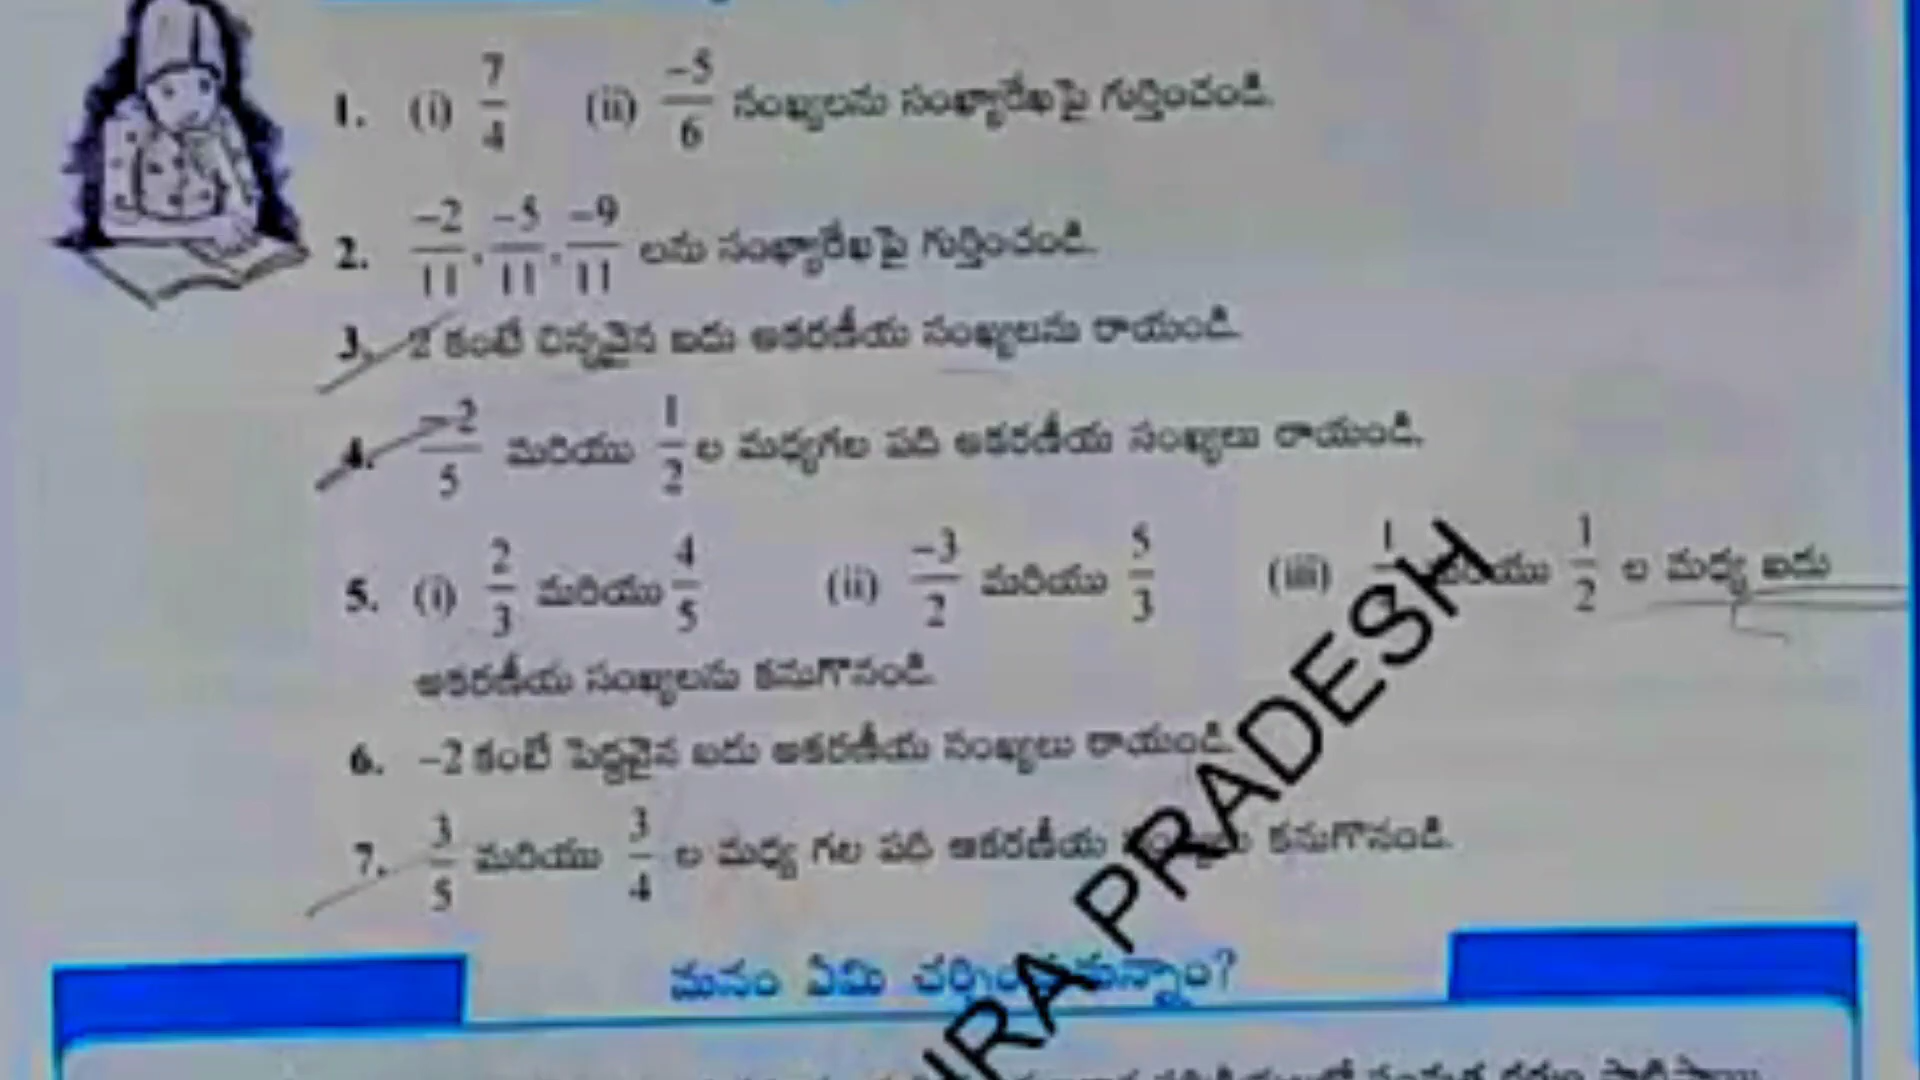 1. (i) 7/4 (ii) -5/6 సంఖ్యలను సంఖ్యారేఖపై గుర్తించండి.
2. -2/11, -5/11, -9/11 లను సంఖ్యారేఖపై గుర్తించండి.
3. 2 కంటే చిన్నవైన ఐదు అకరణీయ సంఖ్యలను రాయండి.
4. -2/5 మరియు 1/2 ల మధ్యగల పది అకరణీయ సంఖ్యలు రాయండి.
5. (i) 2/3 మరియు 4/5 (ii) -3/2 మరియు 5/3 (iii) మరియు 1/2 ల మధ్య ఐదు
అకరణీయ సంఖ్యలను కనుగొనండి.
6. -2 కంటే పెద్దవైన ఐదు అకరణీయ సంఖ్యలు రాయండి.
7. 3/5 మరియు 3/4 ల మధ్య గల పది అకరణీయ కనుగొనండి.
మనం ఏమి చర్చించుకున్నాం?
PRADESH